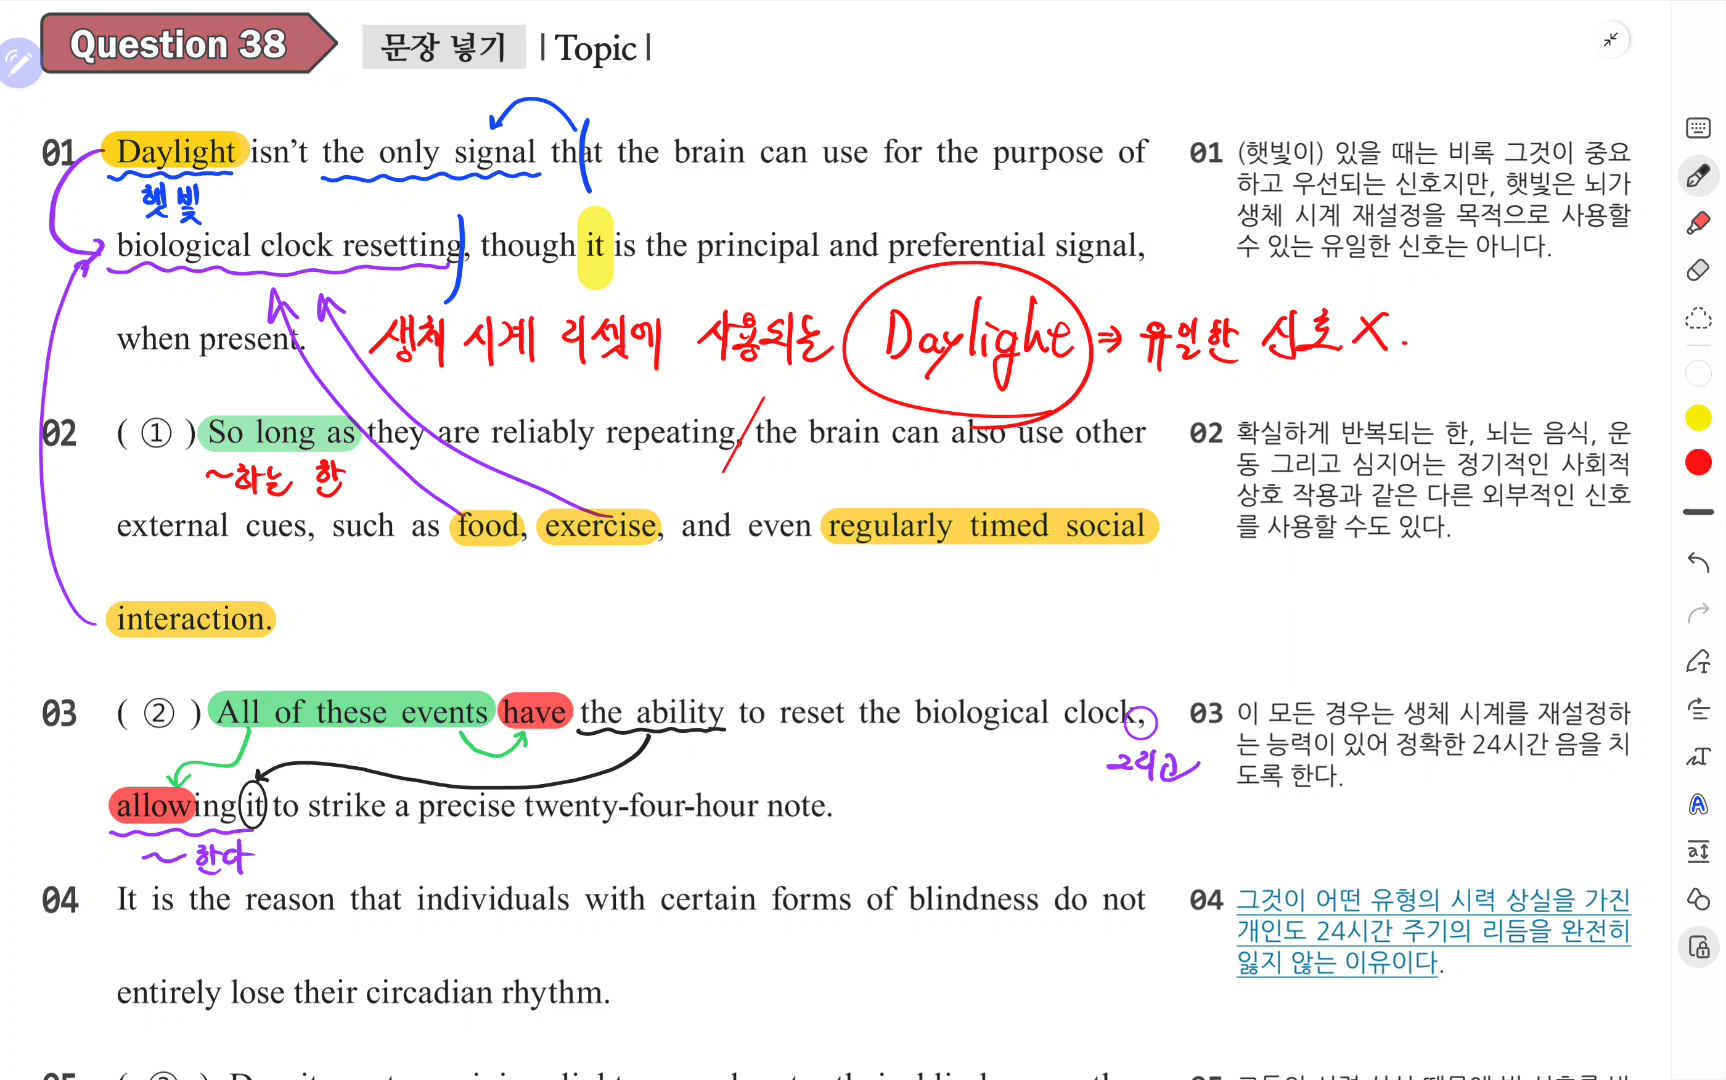 Question 38 문장 넣기 | Topic |
01 Daylight isn't the only signal that the brain can use for the purpose of
햇빛
biological clock resetting, though it is the principal and preferential signal,
when present.
생체 시계 리셋에 사용되는 Daylight ⇒ 유일한 신호 X.
01 (햇빛이) 있을 때는 비록 그것이 중요
하고 우선되는 신호지만, 햇빛은 뇌가
생체 시계 재설정을 목적으로 사용할
수 있는 유일한 신호는 아니다.
02 ( ① ) So long as they are reliably repeating, the brain can also use other
~하는 한
external cues, such as food, exercise, and even regularly timed social
interaction.
02 확실하게 반복되는 한, 뇌는 음식, 운
동 그리고 심지어는 정기적인 사회적
상호 작용과 같은 다른 외부적인 신호
를 사용할 수도 있다.
03 ( ② ) All of these events have the ability to reset the biological clock,
그리고
allowing it to strike a precise twenty-four-hour note.
~한다
03 이 모든 경우는 생체 시계를 재설정하
는 능력이 있어 정확한 24시간 음을 치
도록 한다.
04 It is the reason that individuals with certain forms of blindness do not
entirely lose their circadian rhythm.
04 그것이 어떤 유형의 시력 상실을 가진
개인도 24시간 주기의 리듬을 완전히
잃지 않는 이유이다.